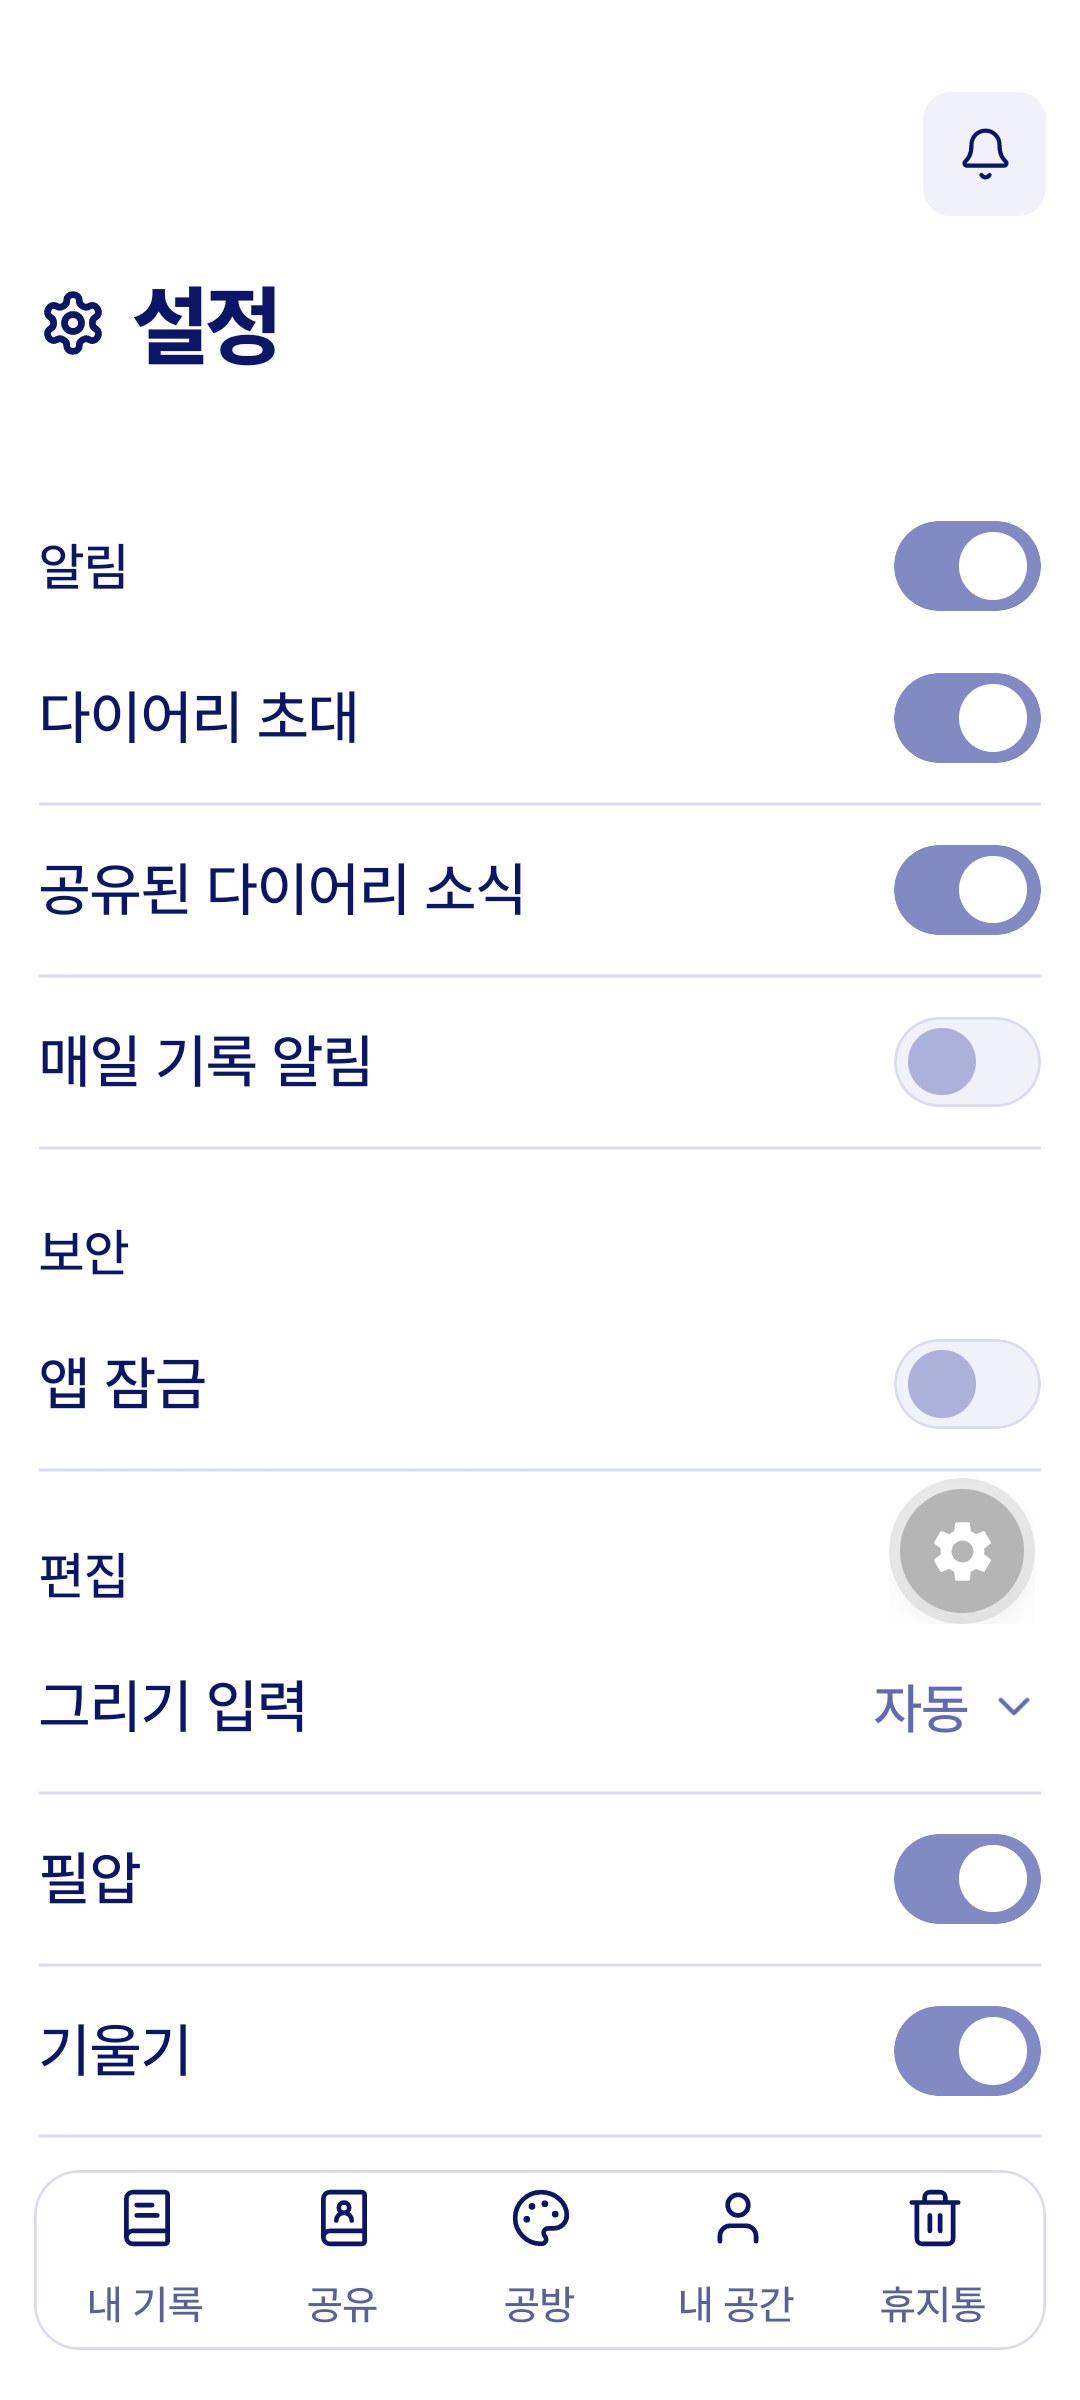 설정
알림
다이어리 초대
공유된 다이어리 소식
매일 기록 알림
보안
앱 잠금
편집
그리기 입력 자동
필압
기울기
내 기록 공유 공방 내 공간 휴지통